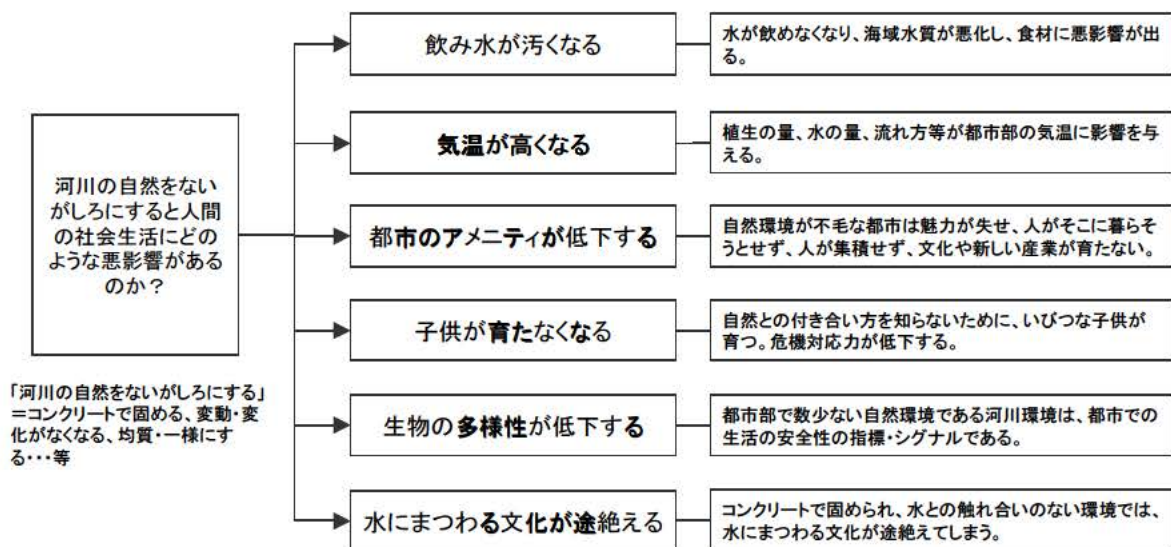 河川の自然をない
がしろにすると人間
の社会生活にどの
ような悪影響がある
のか？
「河川の自然をないがしろにする」
＝コンクリートで固める、変動・変
化がなくなる、均質・一様にす
る・・・等
飲み水が汚くなる
水が飲めなくなり、海域水質が悪化し、食材に悪影響が出
る。
気温が高くなる
植生の量、水の量、流れ方等が都市部の気温に影響を与
える。
都市のアメニティが低下する
自然環境が不毛な都市は魅力が失せ、人がそこに暮らそ
うとせず、人が集積せず、文化や新しい産業が育たない。
子供が育たなくなる
自然との付き合い方を知らないために、いびつな子供が
育つ。危機対応力が低下する。
生物の多様性が低下する
都市部で数少ない自然環境である河川環境は、都市での
生活の安全性の指標・シグナルである。
水にまつわる文化が途絶える
コンクリートで固められ、水との触れ合いのない環境では、
水にまつわる文化が途絶えてしまう。